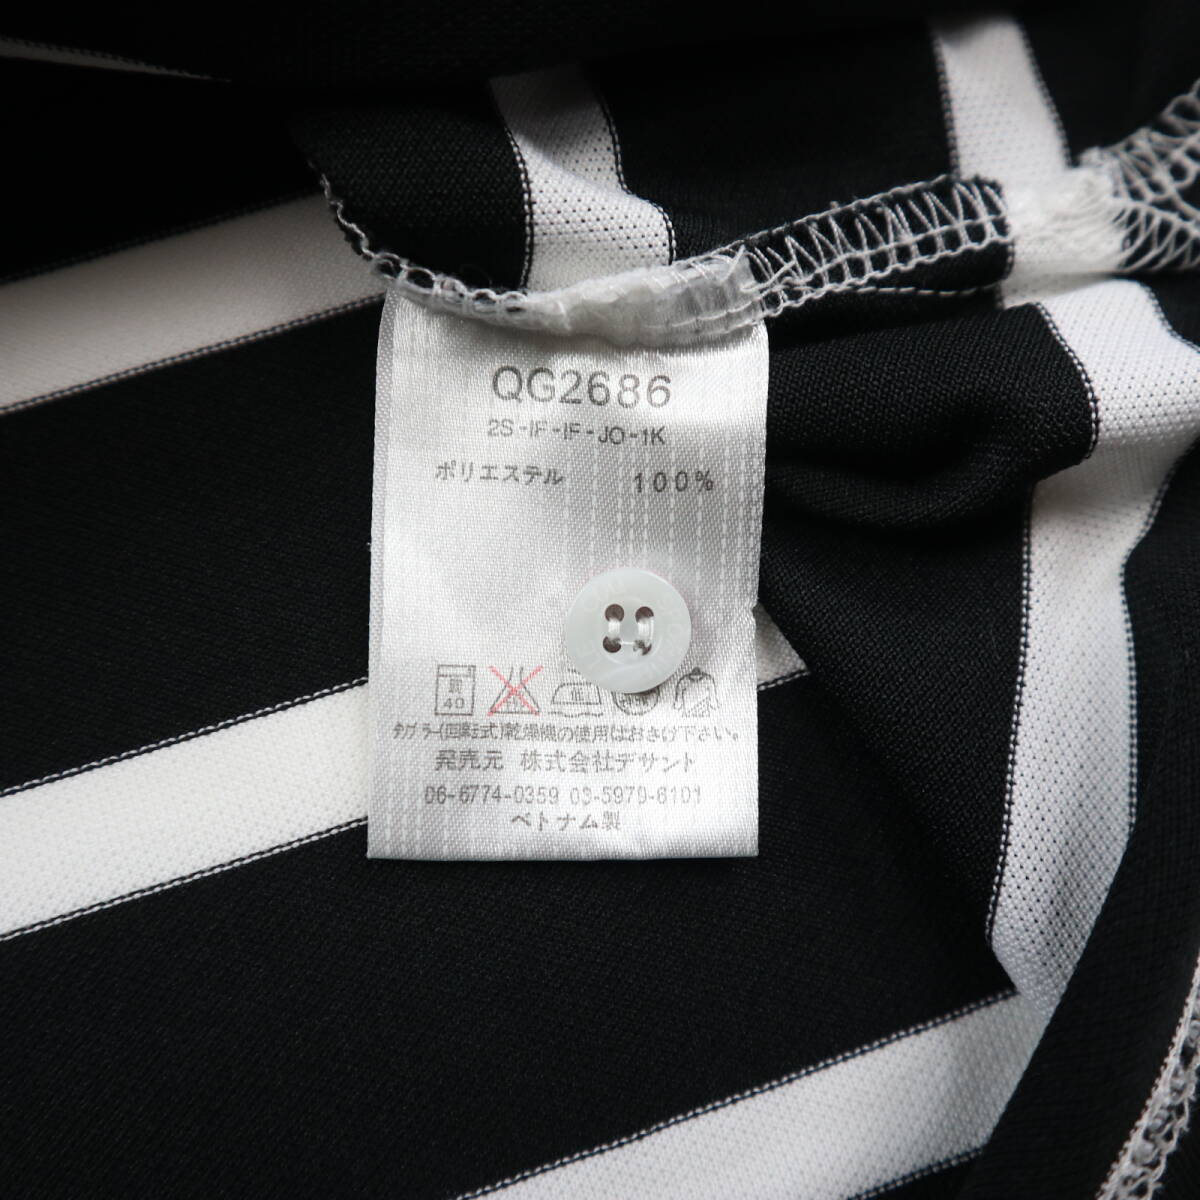 QG2686
2S-IF-IF-JO-1K
ポリエステル 100%
40
タンブラー(回転式)乾燥機の使用はおさけ下さい。
発売元 株式会社デサント
06-6774-0359 03-5979-6101
ベトナム製